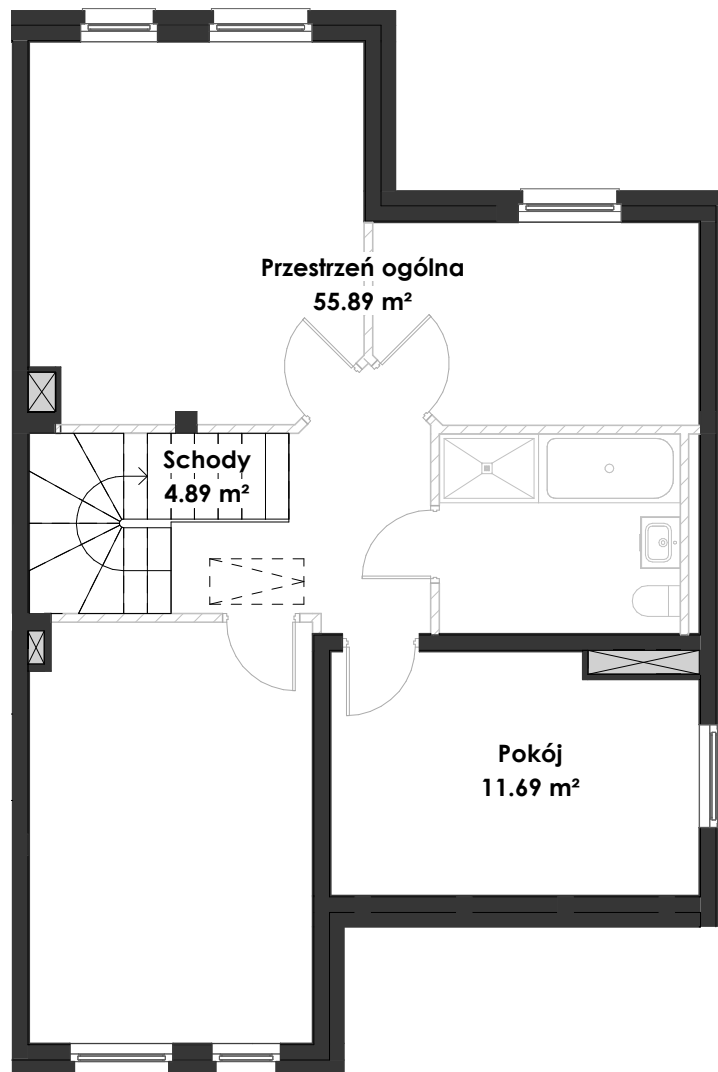 Przestrzeń ogólna
55.89 m²
Schody
4.89 m²
Pokój
11.69 m²